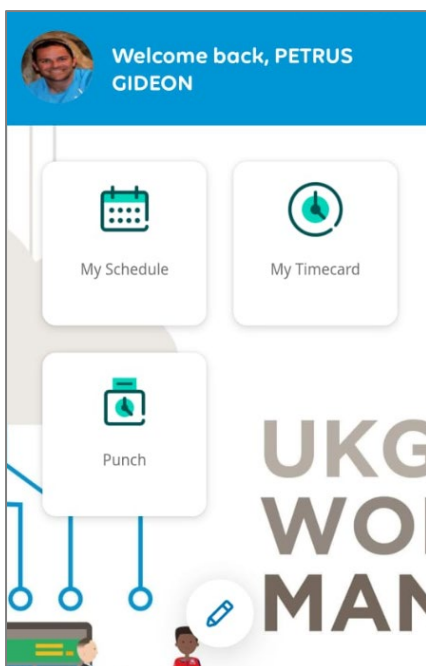 Welcome back, PETRUS
GIDEON
My Schedule
My Timecard
Punch
UKG
WO
MAN